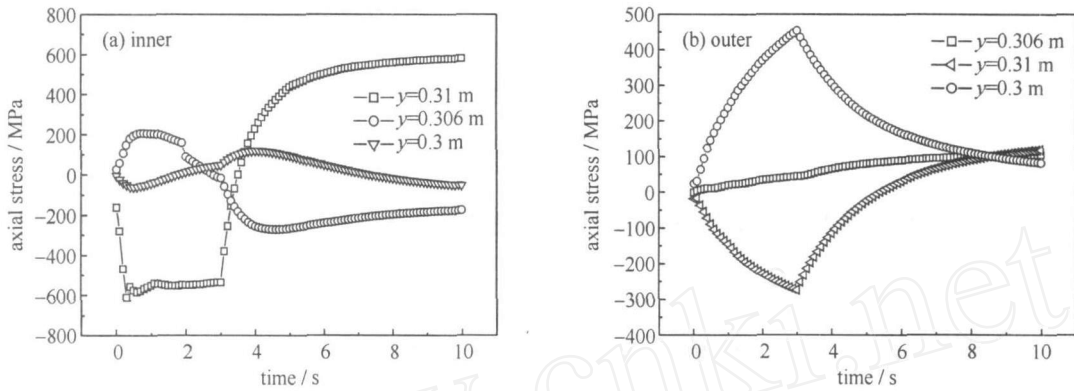 (a) inner
800
600
400
200
0
−200
−400
−600
−800
axial stress / MPa
y=0.31 m
y=0.306 m
y=0.3 m
0 2 4 6 8 10
time / s
(b) outer
500
400
300
200
100
0
−100
−200
−300
−400
axial stress / MPa
y=0.306 m
y=0.31 m
y=0.3 m
0 2 4 6 8 10
time / s
.cnki.net